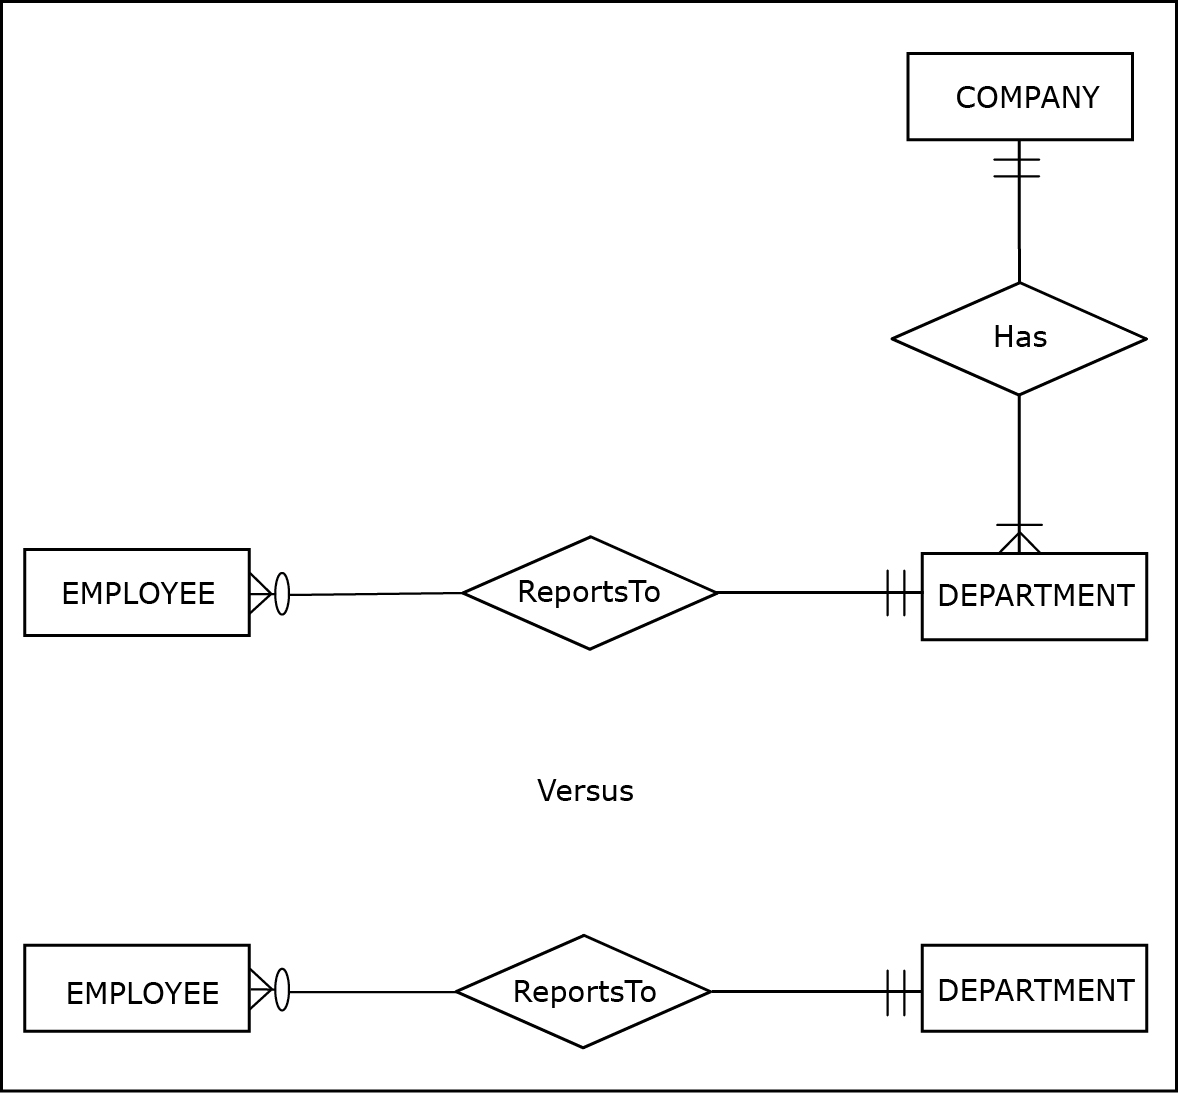 COMPANY
Has
EMPLOYEE
ReportsTo
DEPARTMENT
Versus
EMPLOYEE
ReportsTo
DEPARTMENT